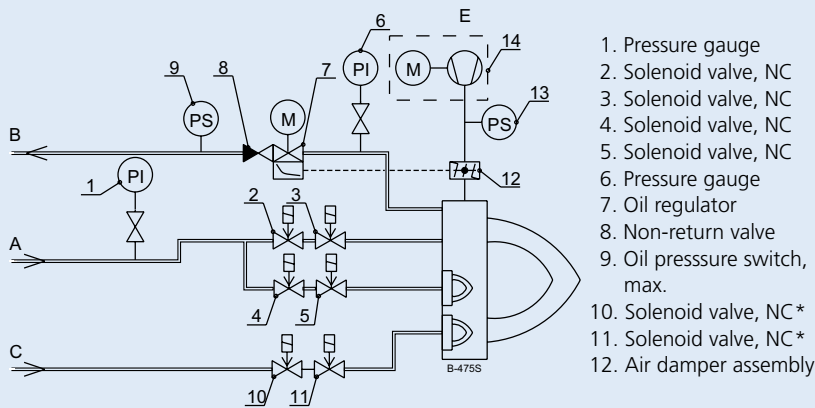 E
6
14
9
8
7
PI
M
13
PS
M
PS
B
12
PI
1
2
3
A
4
5
C
10
11
B-475S
1. Pressure gauge
2. Solenoid valve, NC
3. Solenoid valve, NC
4. Solenoid valve, NC
5. Solenoid valve, NC
6. Pressure gauge
7. Oil regulator
8. Non-return valve
9. Oil presssure switch,
max.
10. Solenoid valve, NC*
11. Solenoid valve, NC*
12. Air damper assembly